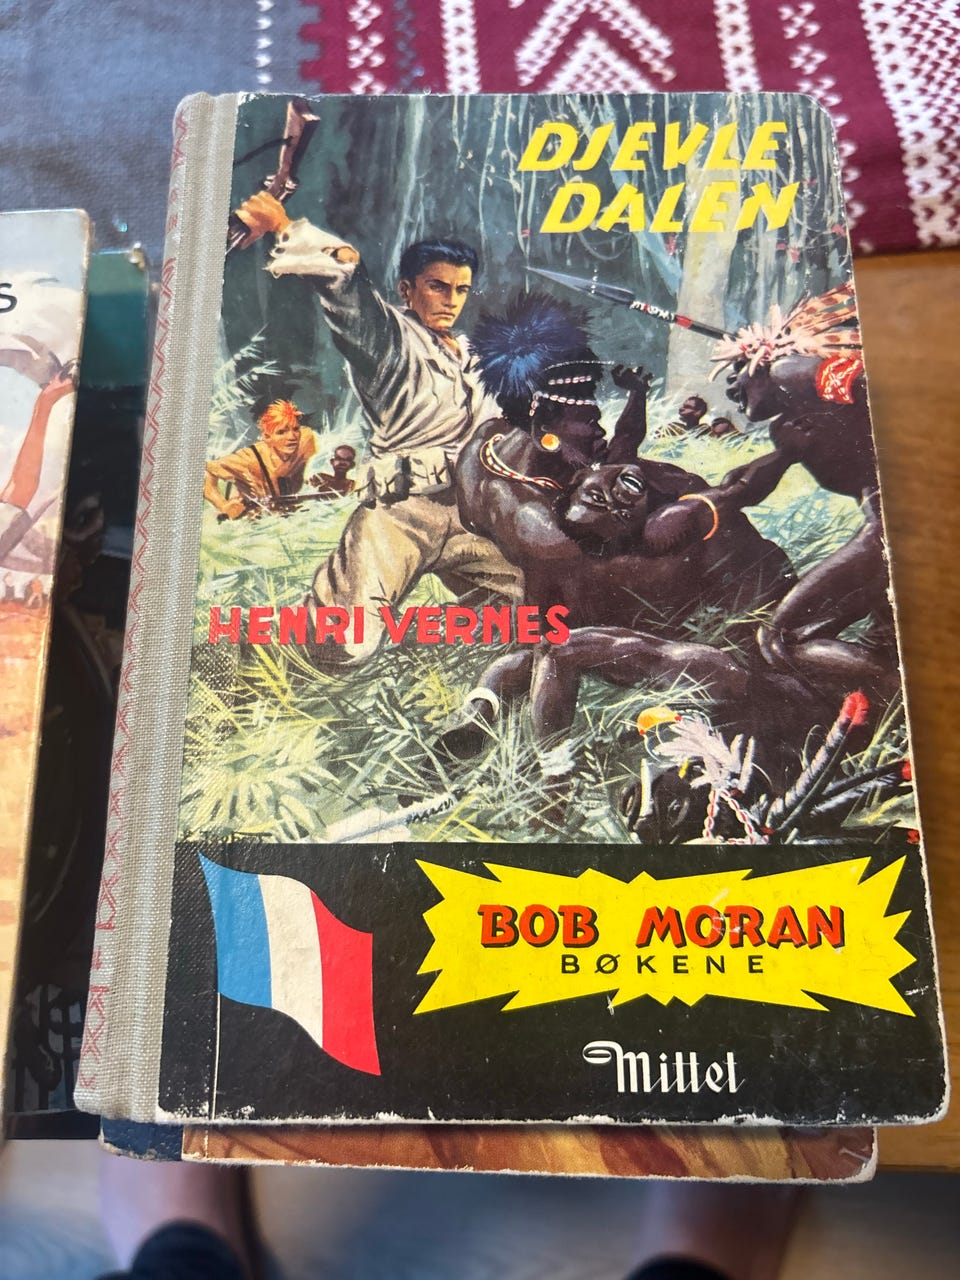 DJEVLE
DALEN
HENRI VERNES
BOB MORAN
BØKENE
Mittet
S